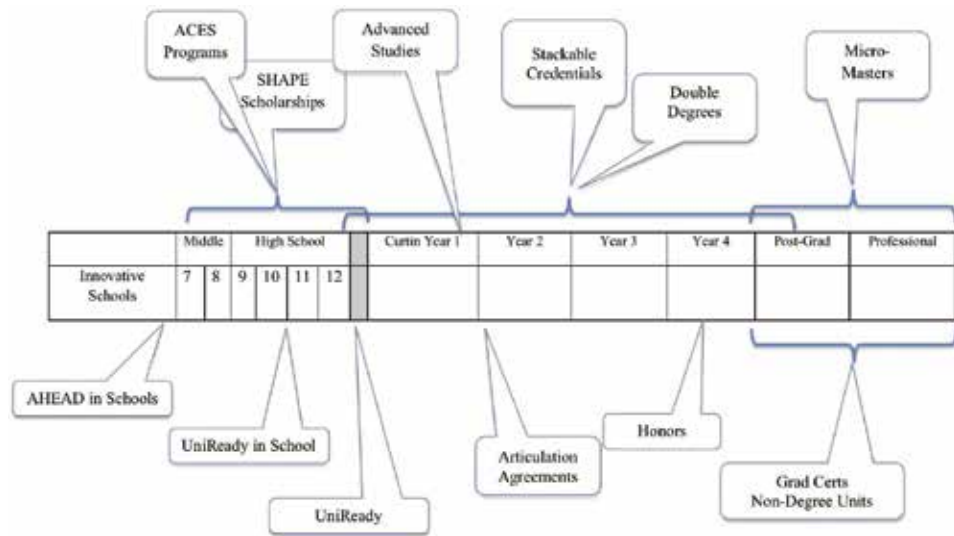 ACES
Programs
SHAPE
Scholarships
Advanced
Studies
Stackable
Credentials
Double
Degrees
Micro-
Masters
Middle High School Curtin Year 1 Year 2 Year 3 Year 4 Post-Grad Professional
Innovative
Schools
7 8 9 10 11 12
AHEAD in Schools
UniReady in School
UniReady
Articulation
Agreements
Honors
Grad Certs
Non-Degree Units